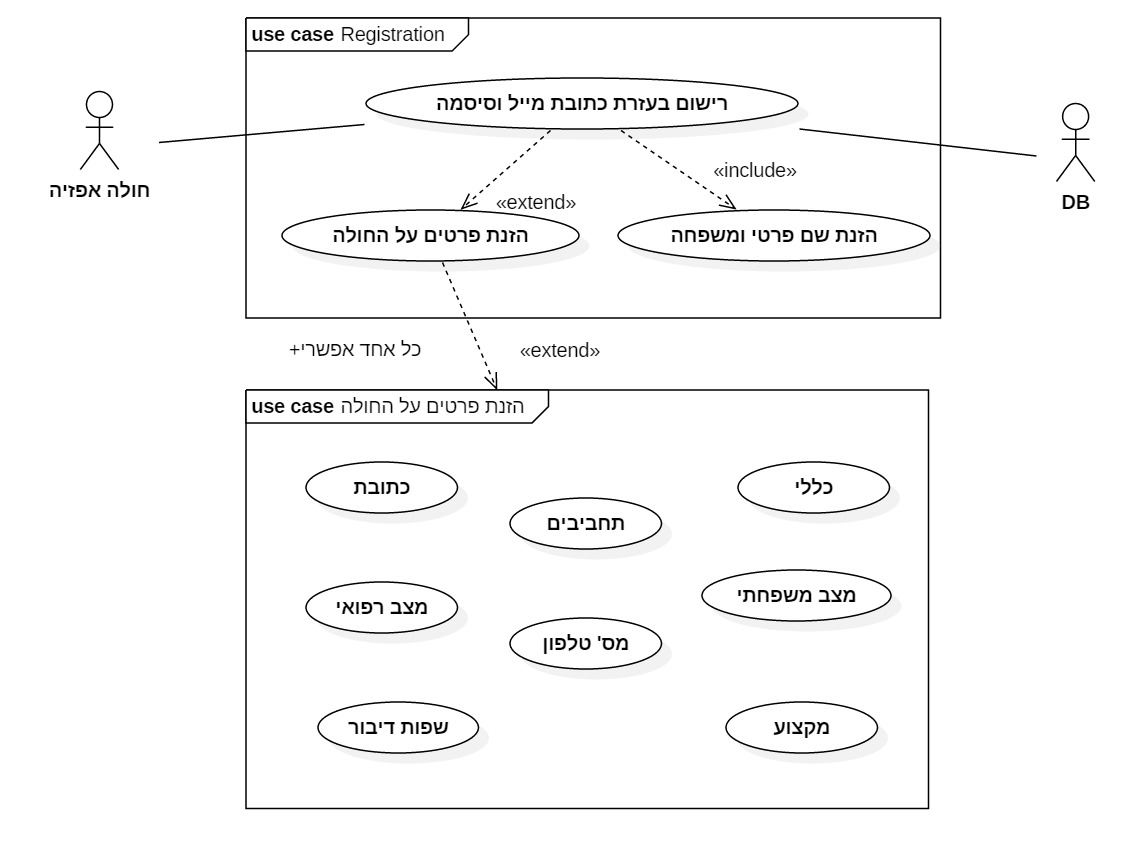 use case Registration
רישום בעזרת כתובת מייל וסיסמה
חולה אפזיה
DB
«include»
«extend»
הזנת פרטים על החולה
הזנת שם פרטי ומשפחה
+כל אחד אפשרי
«extend»
use case הזנת פרטים על החולה
כתובת
כללי
תחביבים
מצב רפואי
מצב משפחתי
מס' טלפון
שפות דיבור
מקצוע